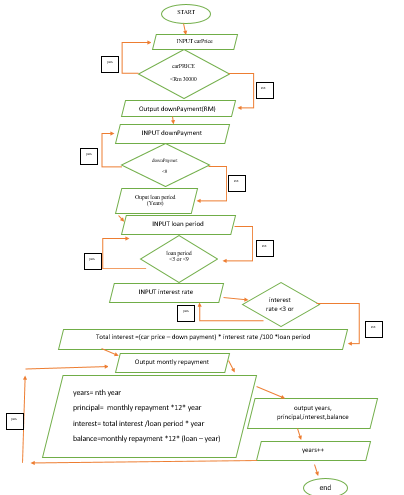 START
INPUT carPrice
yes
carPRICE
<Rm 30000
no
Output downPayment(RM)
INPUT downPayment
yes
downPayment
<0
no
Ouput loan period
(Years)
INPUT loan period
no
yes
loan period
<5 or <9
INPUT interest rate
interest
rate <3 or
yes
no
Total interest =(car price – down payment) * interest rate /100 *loan period
Output montly repayment
years= nth year
principal= monthly repayment *12* year
interest= total interest /loan period * year
balance=monthly repayment *12* (loan – year)
output years,
principal,interest,balance
yes
years++
end